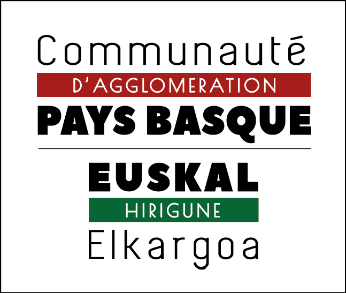 Communauté
D'AGGLOMERATION
PAYS BASQUE
EUSKAL
HIRIGUNE
Elkargoa